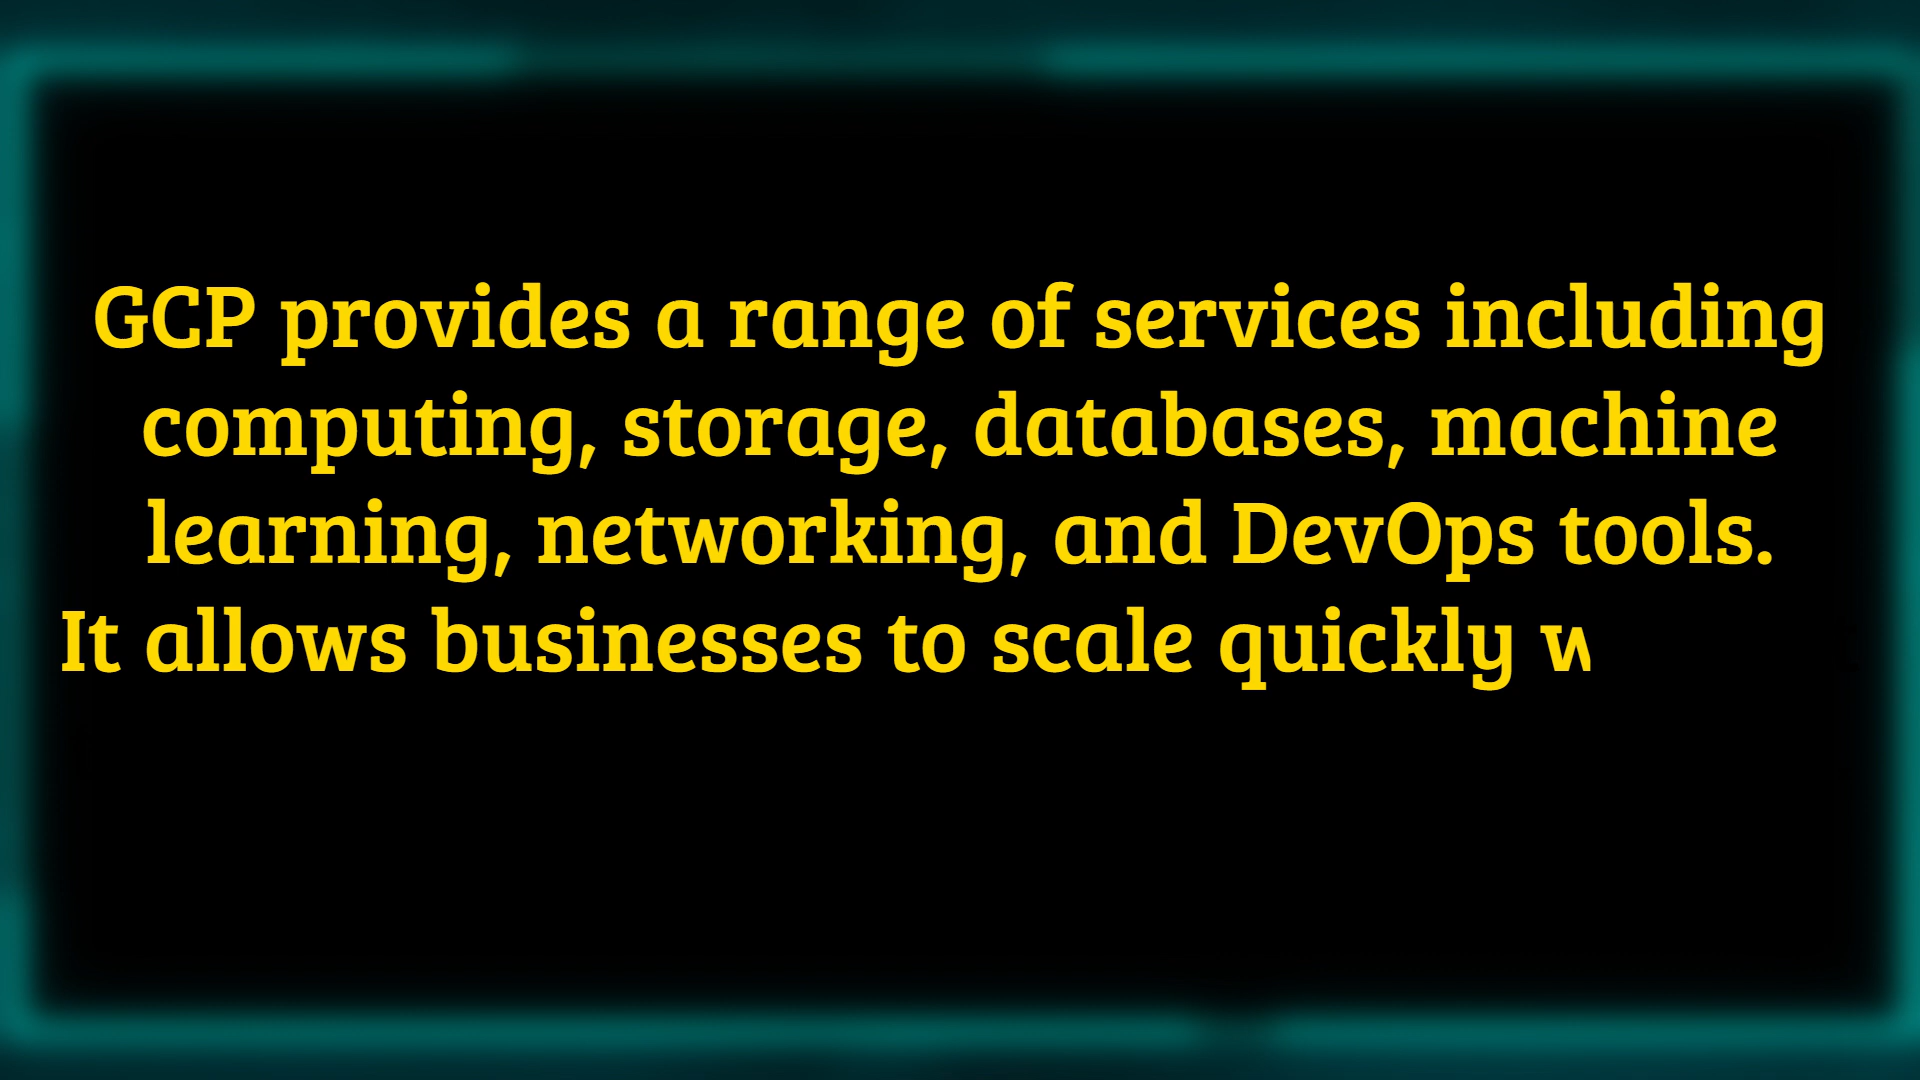 GCP provides a range of services including
computing, storage, databases, machine
learning, networking, and DevOps tools.
It allows businesses to scale quickly